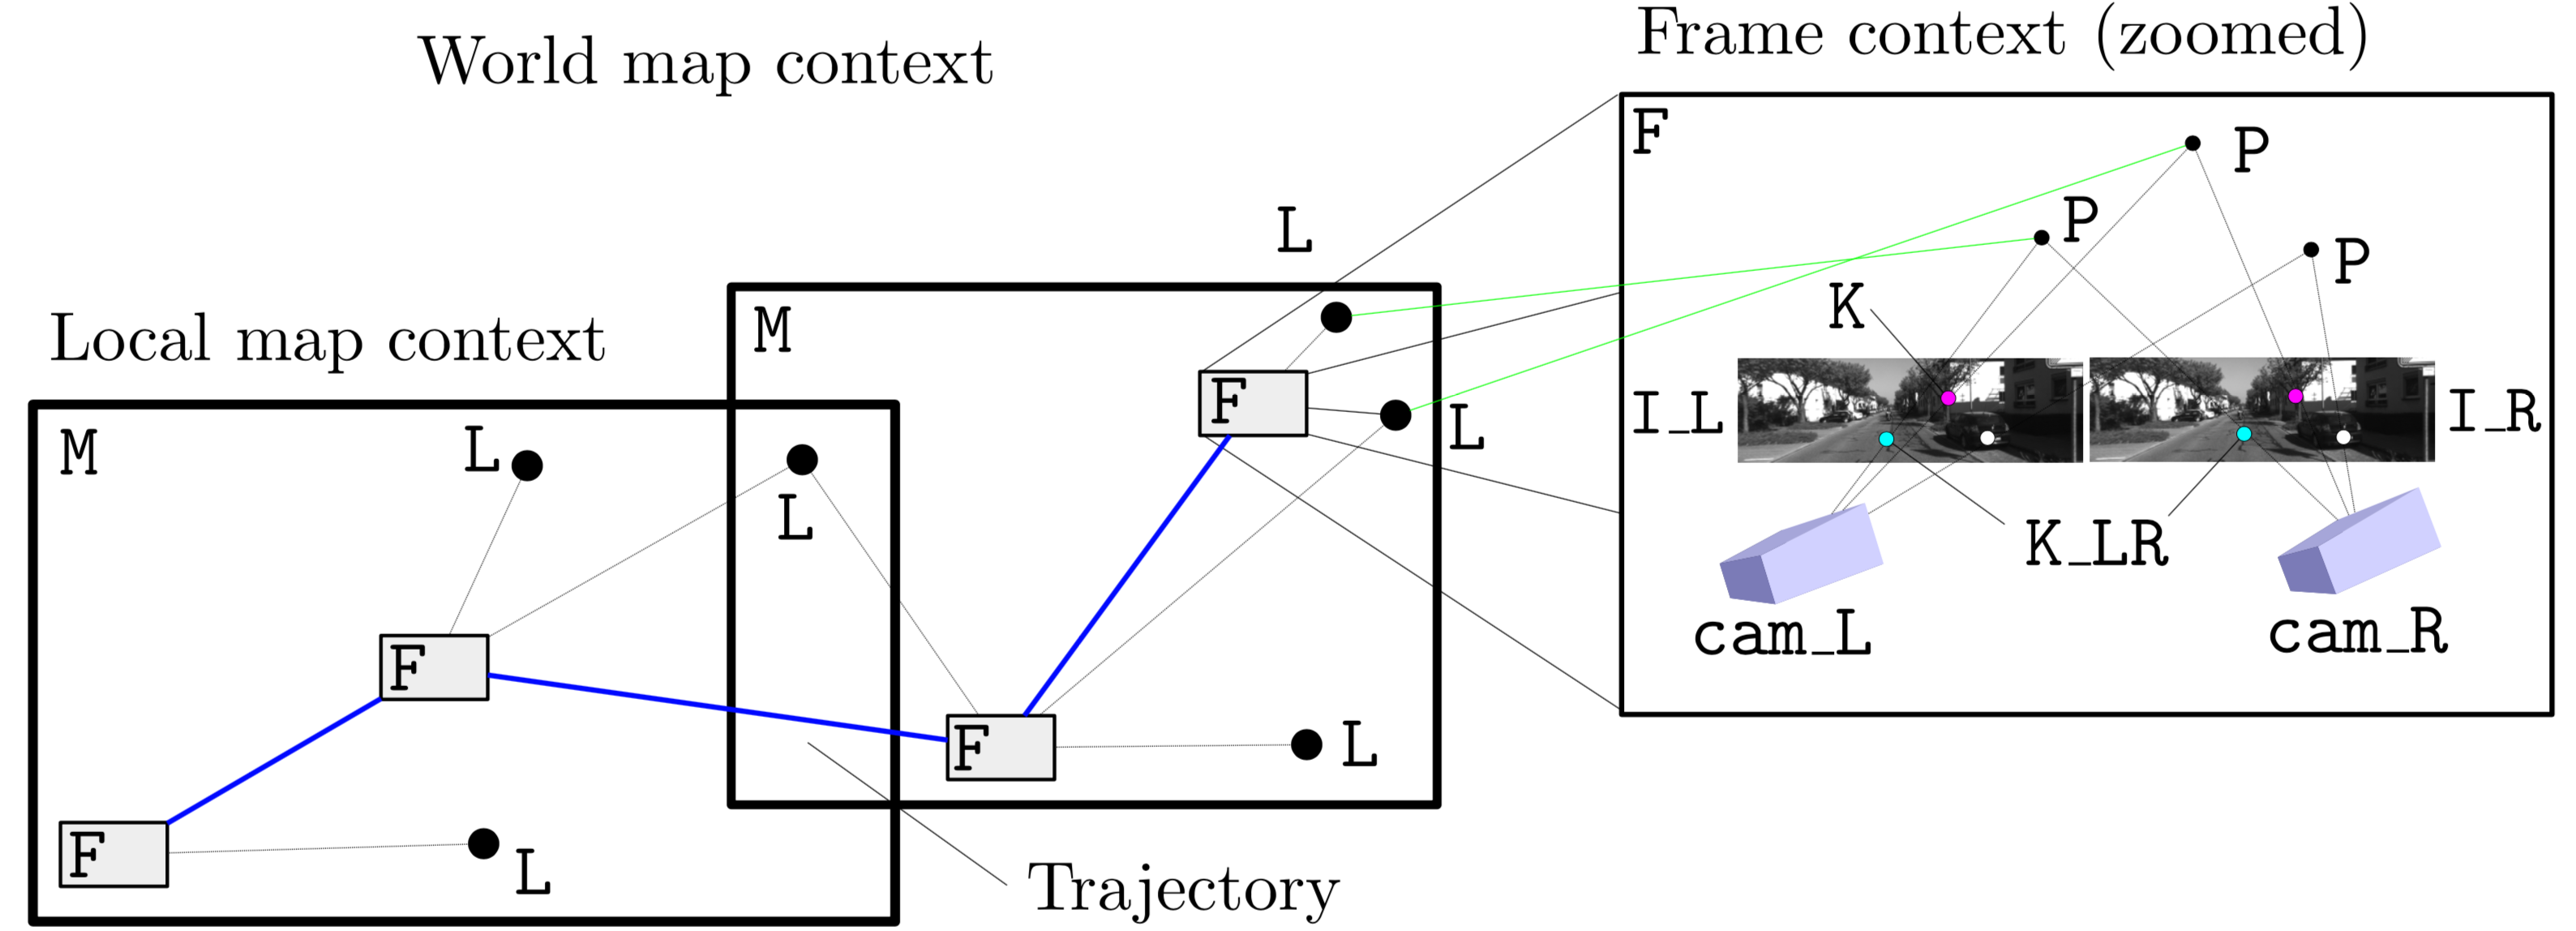 World map context
Frame context (zoomed)
F
P
P
P
L
K
M
Local map context
I_L
I_R
F
L
M
L
L
K_LR
cam_L
cam_R
F
F
L
F
L
Trajectory